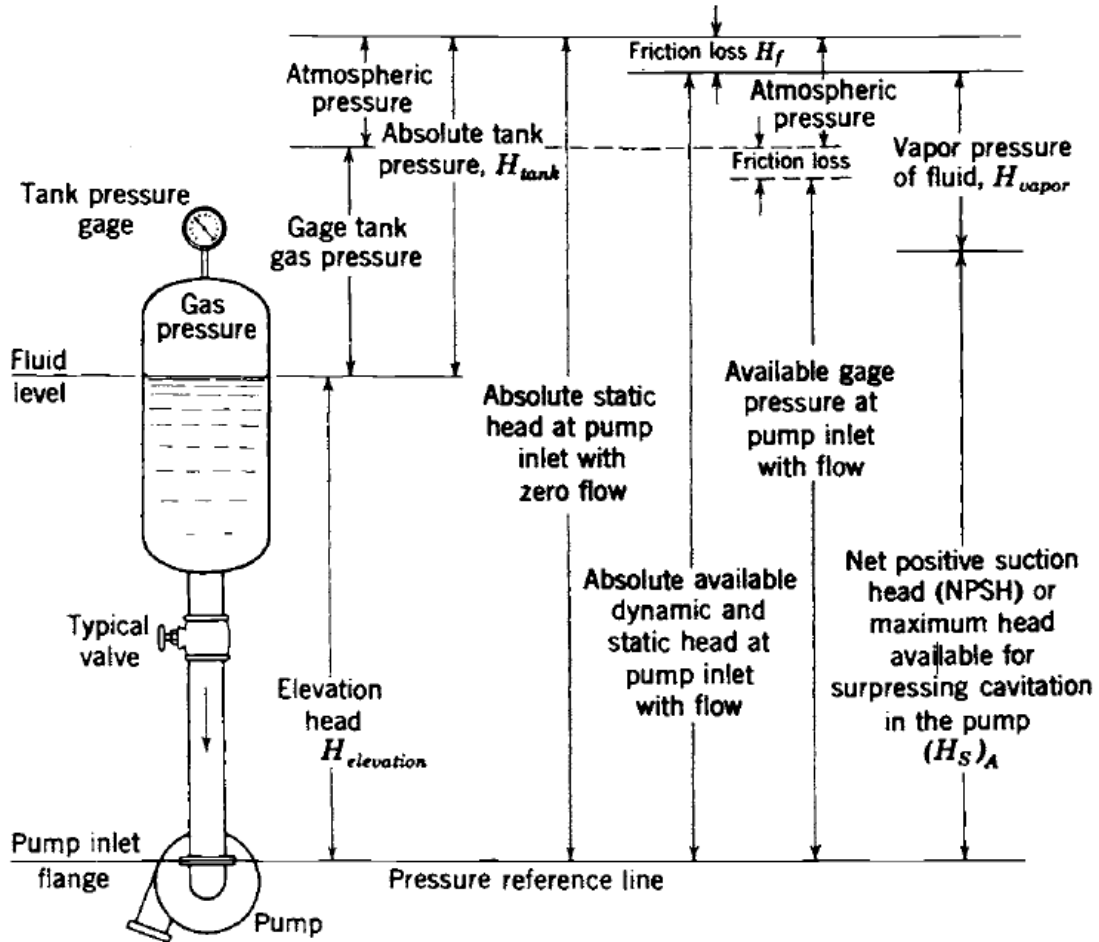 Friction loss H_f
Atmospheric
pressure
Absolute tank
pressure, H_tank
Atmospheric
pressure
Friction loss
Vapor pressure
of fluid, H_vapor
Tank pressure
gage
Gage tank
gas pressure
Gas
pressure
Fluid
level
Absolute static
head at pump
inlet with
zero flow
Available gage
pressure at
pump inlet
with flow
Absolute available
dynamic and
static head at
pump inlet
with flow
Net positive suction
head (NPSH) or
maximum head
available for
surpressing cavitation
in the pump
(H_S)_A
Typical
valve
Elevation
head
H_elevation
Pump inlet
flange
Pressure reference line
Pump